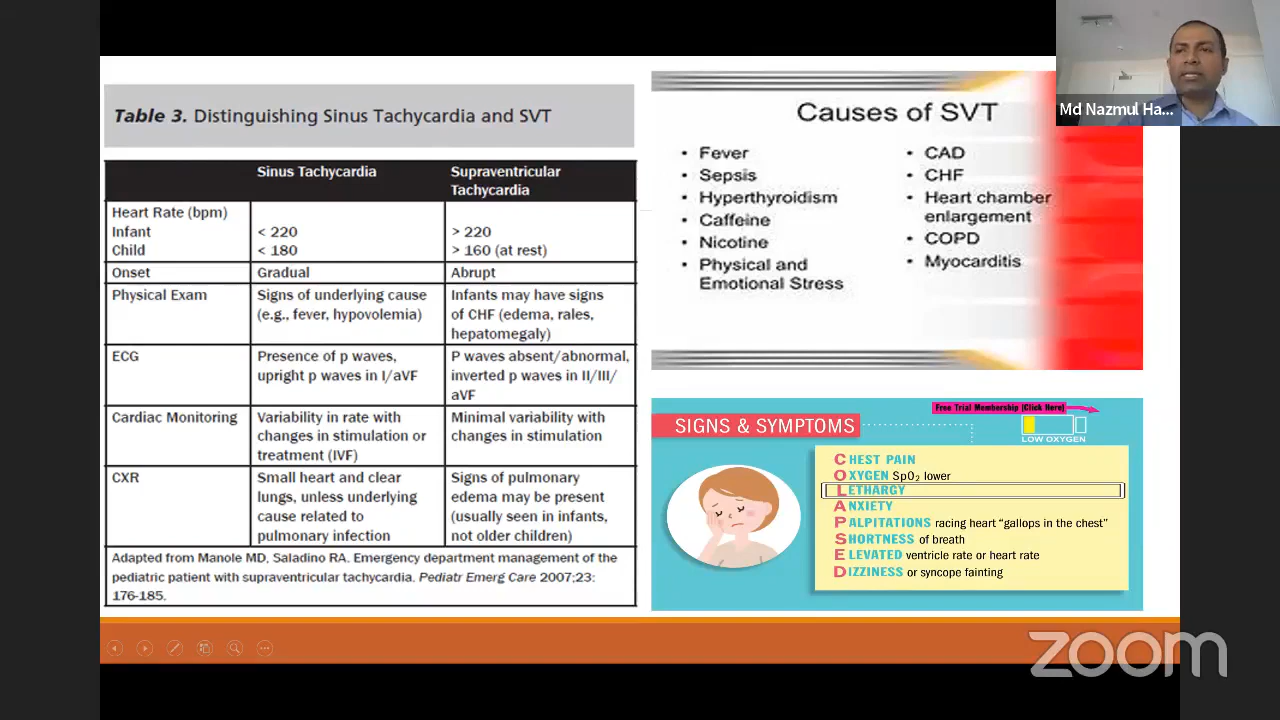 Table 3. Distinguishing Sinus Tachycardia and SVT
Sinus Tachycardia
Supraventricular
Tachycardia
Heart Rate (bpm)
Infant
< 220
> 220
Child
< 180
> 160 (at rest)
Onset
Gradual
Abrupt
Physical Exam
Signs of underlying cause
(e.g., fever, hypovolemia)
Infants may have signs
of CHF (edema, rales,
hepatomegaly)
ECG
Presence of p waves,
upright p waves in I/aVF
P waves absent/abnormal,
inverted p waves in II/III/
aVF
Cardiac Monitoring
Variability in rate with
changes in stimulation or
treatment (IVF)
Minimal variability with
changes in stimulation
CXR
Small heart and clear
lungs, unless underlying
cause related to
pulmonary infection
Signs of pulmonary
edema may be present
(usually seen in infants,
not older children)
Adapted from Manole MD, Saladino RA. Emergency department management of the
pediatric patient with supraventricular tachycardia. Pediatr Emerg Care 2007;23:
176-185.
Causes of SVT
• Fever
• Sepsis
• Hyperthyroidism
• Caffeine
• Nicotine
• Physical and
Emotional Stress
• CAD
• CHF
• Heart chamber
enlargement
• COPD
• Myocarditis
Md Nazmul Ha...
Free Trial Membership (Click Here)
SIGNS & SYMPTOMS
LOW OXYGEN
CHEST PAIN
OXYGEN SpO₂ lower
LETHARGY
ANXIETY
PALPITATIONS racing heart “gallops in the chest”
SHORTNESS of breath
ELEVATED ventricle rate or heart rate
DIZZINESS or syncope fainting
zoom